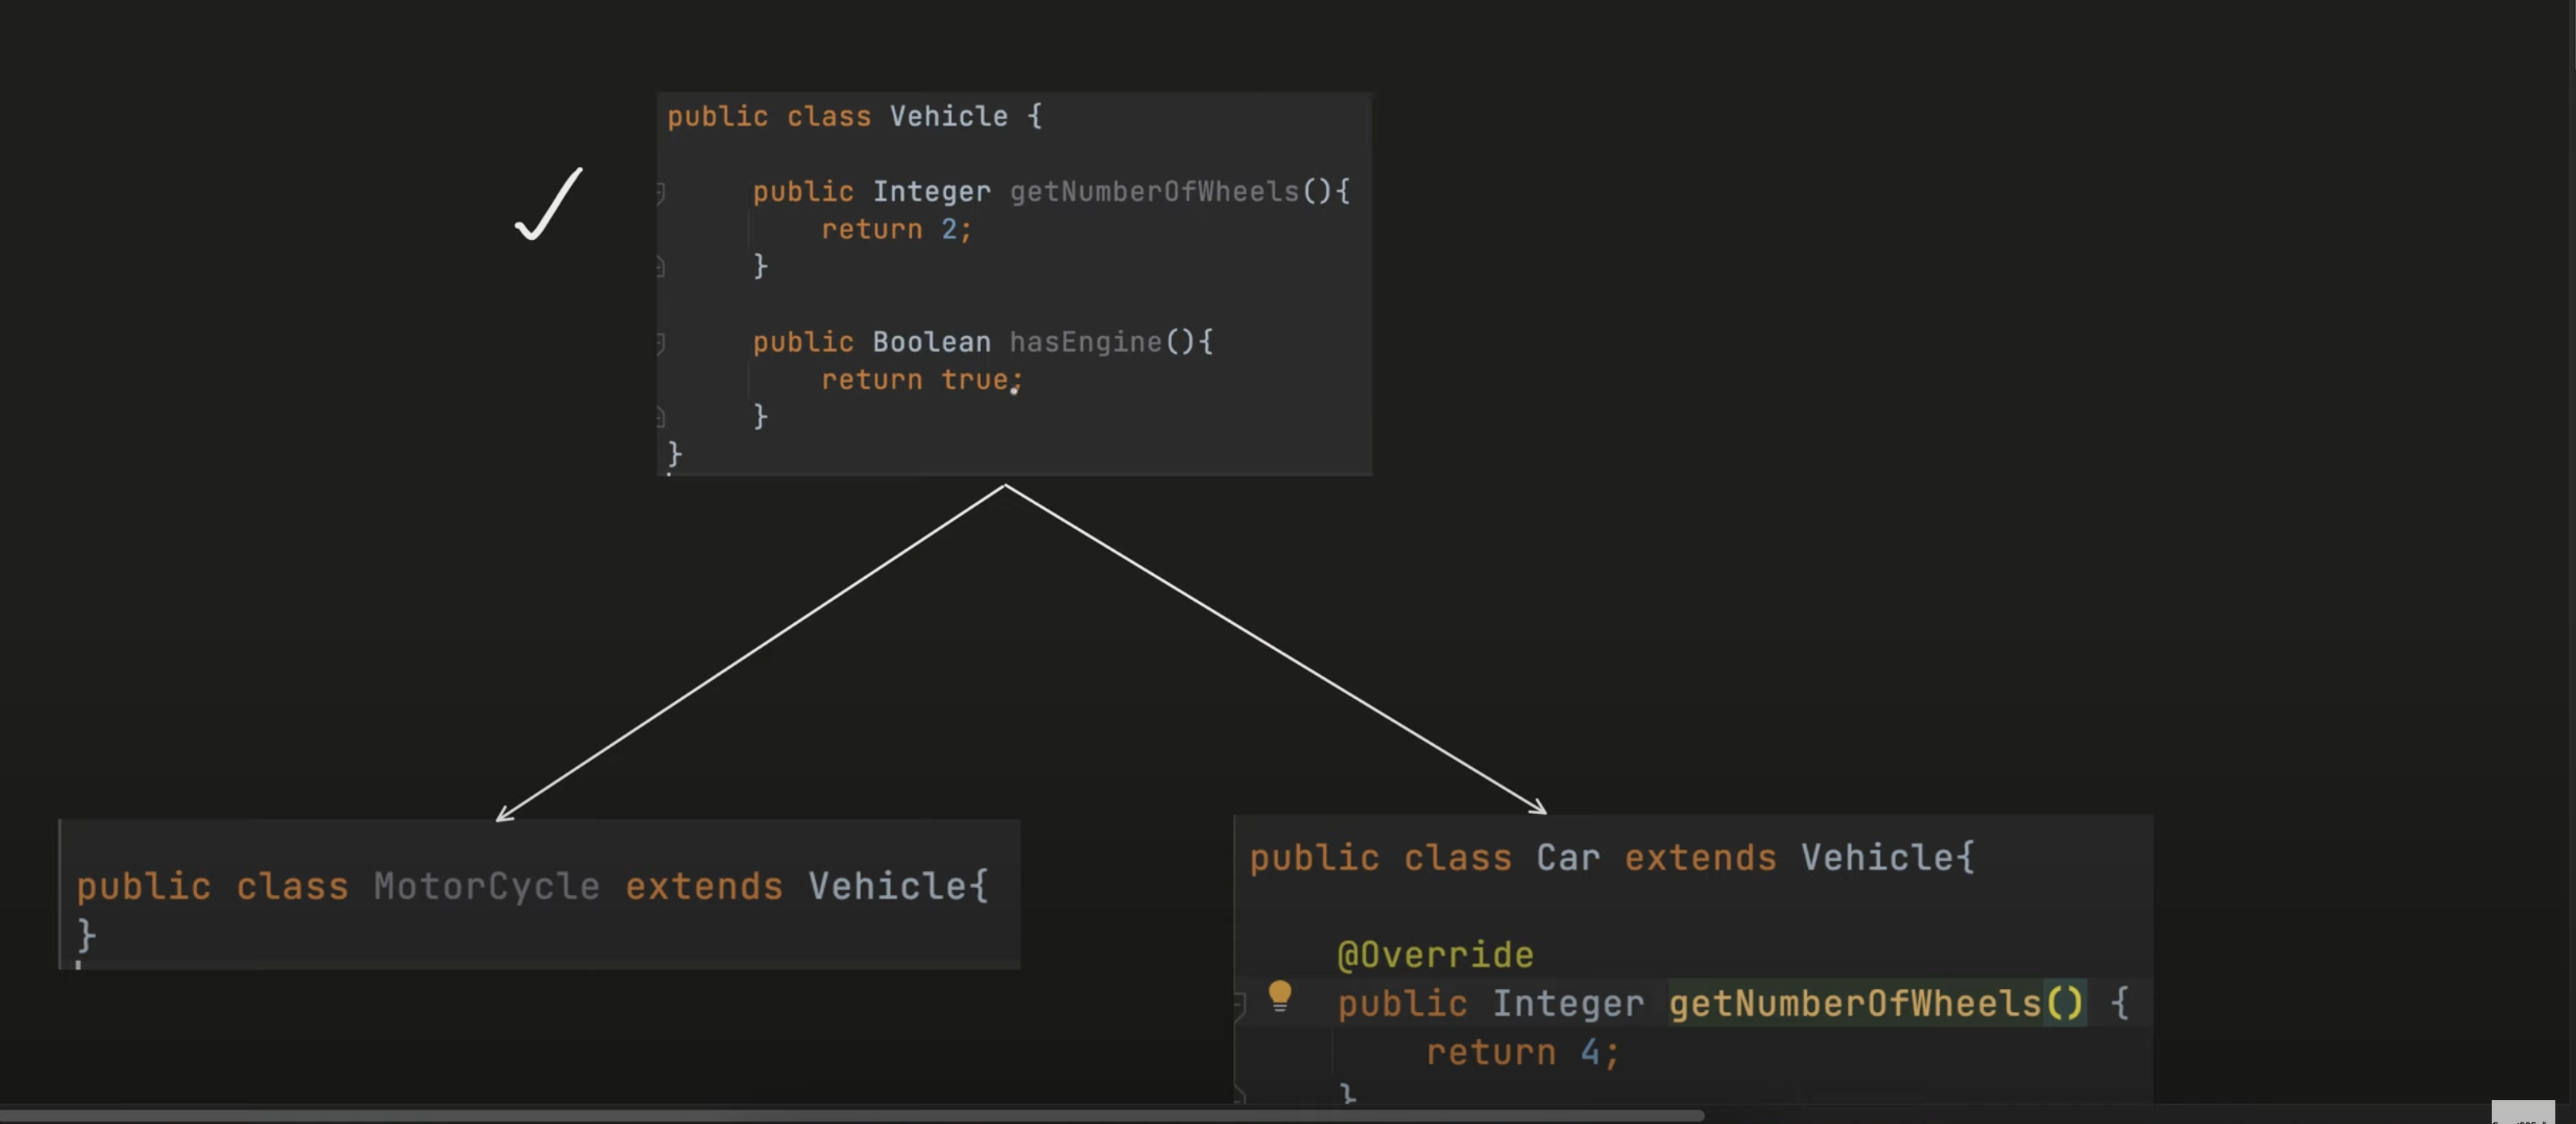 public class Vehicle {
public Integer getNumberOfWheels(){
return 2;
}
public Boolean hasEngine(){
return true;
}
}
public class MotorCycle extends Vehicle{
}
public class Car extends Vehicle{
@Override
public Integer getNumberOfWheels() {
return 4;
}